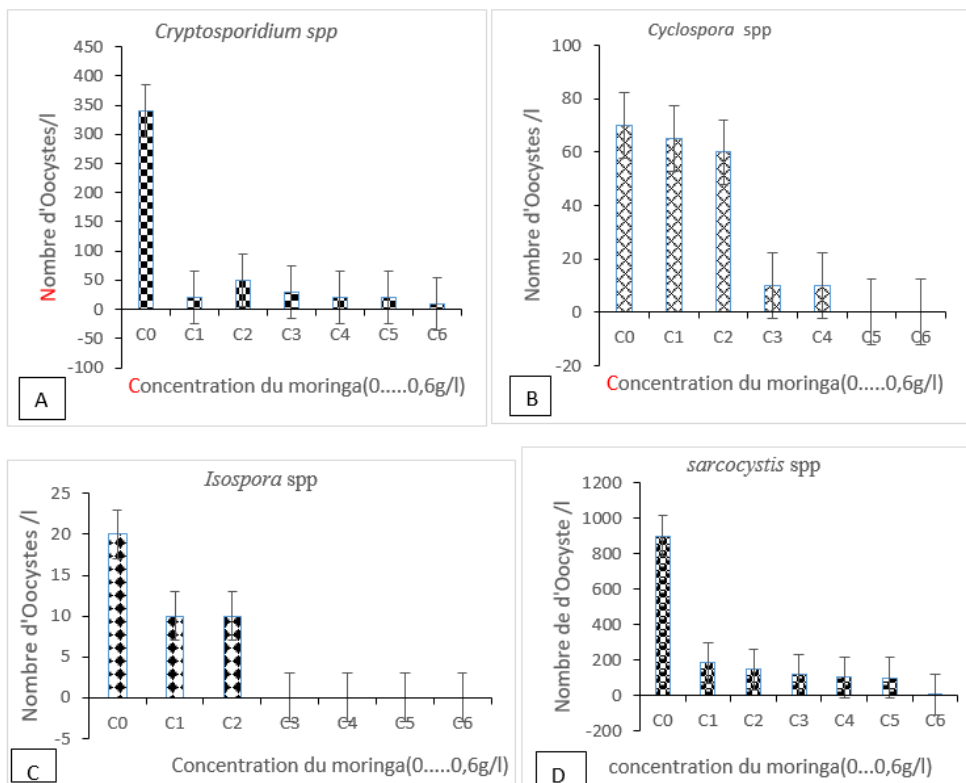 Cryptosporidium spp
Nombre d'Oocystes/l
450
400
350
300
250
200
150
100
50
0
-50
-100
C0 C1 C2 C3 C4 C5 C6
Concentration du moringa(0.....0,6g/l)
A
Cyclospora spp
Nombre d'Oocystes /l
100
80
60
40
20
0
-20
C0 C1 C2 C3 C4 C5 C6
Concentration du moringa(0.....0,6g/l)
B
Isospora spp
Nombre d'Oocystes /l
25
20
15
10
5
0
-5
C0 C1 C2 C3 C4 C5 C6
Concentration du moringa(0.....0,6g/l)
C
sarcocystis spp
Nombre de d'Oocyste /l
1200
1000
800
600
400
200
0
-200
C0 C1 C2 C3 C4 C5 C6
concentration du moringa(0...0,6g/l)
D